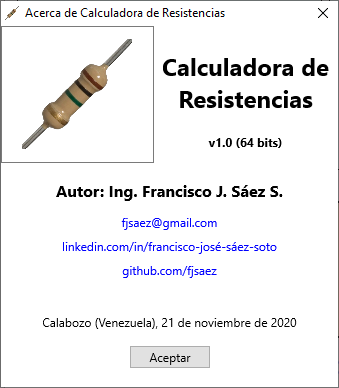 Acerca de Calculadora de Resistencias
Calculadora de
Resistencias
v1.0 (64 bits)
Autor: Ing. Francisco J. Sáez S.
fjsaez@gmail.com
linkedin.com/in/francisco-josé-sáez-soto
github.com/fjsaez
Calabozo (Venezuela), 21 de noviembre de 2020
Aceptar